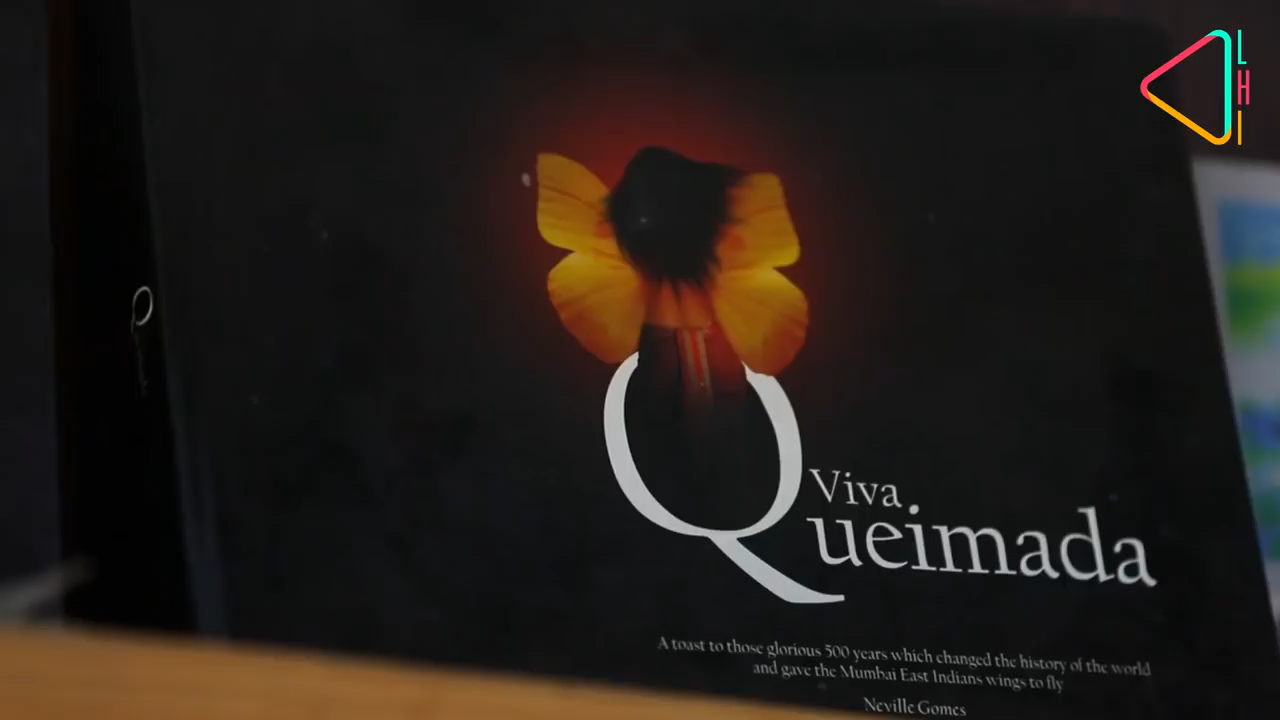 LHI
Viva
Queimada
A toast to those glorious 500 years which changed the history of the world
and gave the Mumbai East Indians wings to fly
Neville Gomes